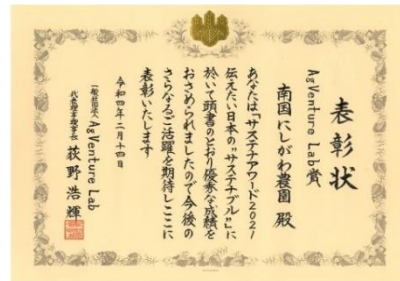 表彰状
AgVenture Lab賞
南国にしがわ農園 殿
あなたは「サステナアワード2021
伝えたい日本の“サステナブル”」に
於いて頭書のとおり優秀な成績を
おさめられましたので今後の
さらなるご活躍を期待しここに
表彰いたします
令和四年二月十四日
一般社団法人 AgVenture Lab
代表理事理事長 荻野浩輝